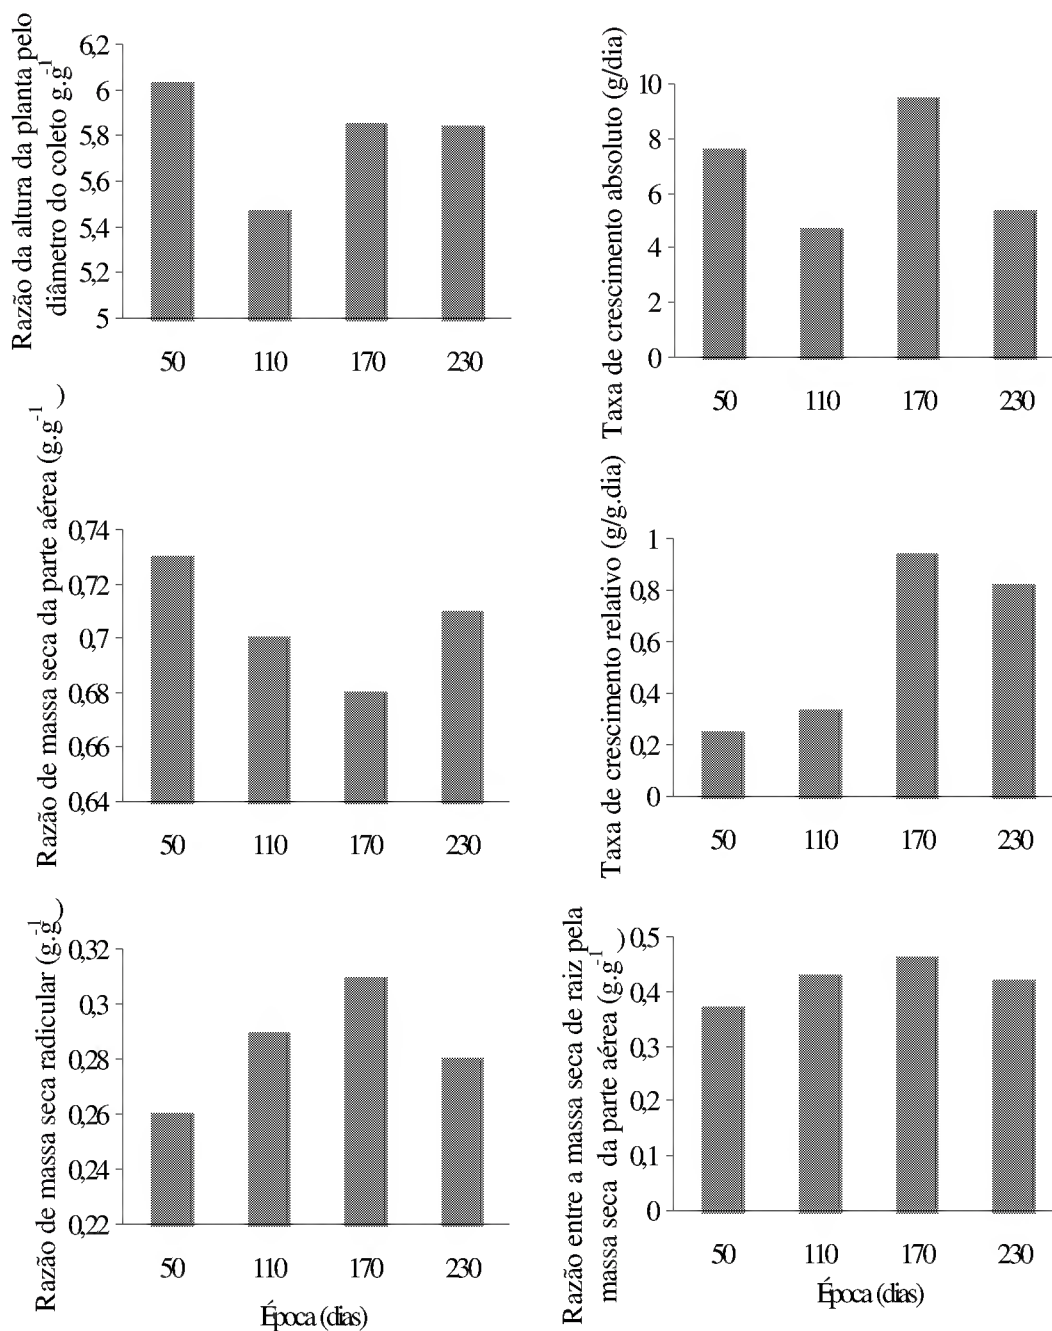 Razão da altura da planta pelo
diâmetro do coleto g.g-1
6,2
6
5,8
5,6
5,4
5,2
5
50 110 170 230
Taxa de crescimento absoluto (g/dia)
10
8
6
4
2
0
50 110 170 230
Razão de massa seca da parte aérea (g.g-1)
0,74
0,72
0,7
0,68
0,66
0,64
50 110 170 230
Taxa de crescimento relativo (g/g.dia)
1
0,8
0,6
0,4
0,2
0
50 110 170 230
Razão de massa seca radicular (g.g-1)
0,32
0,3
0,28
0,26
0,24
0,22
50 110 170 230
Época (dias)
Razão entre a massa seca de raiz pela
massa seca da parte aérea (g.g-1)
0,5
0,4
0,3
0,2
0,1
0
50 110 170 230
Época (dias)